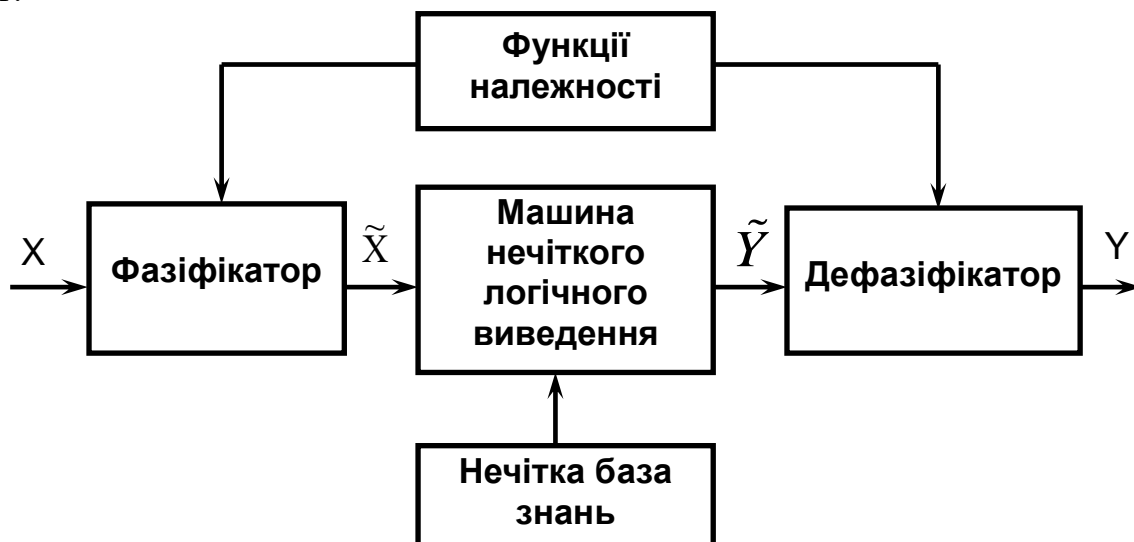 Функції
належності
X
Фазіфікатор
X̃
Машина
нечіткого
логічного
виведення
Ỹ
Дефазіфікатор
Y
Нечітка база
знань